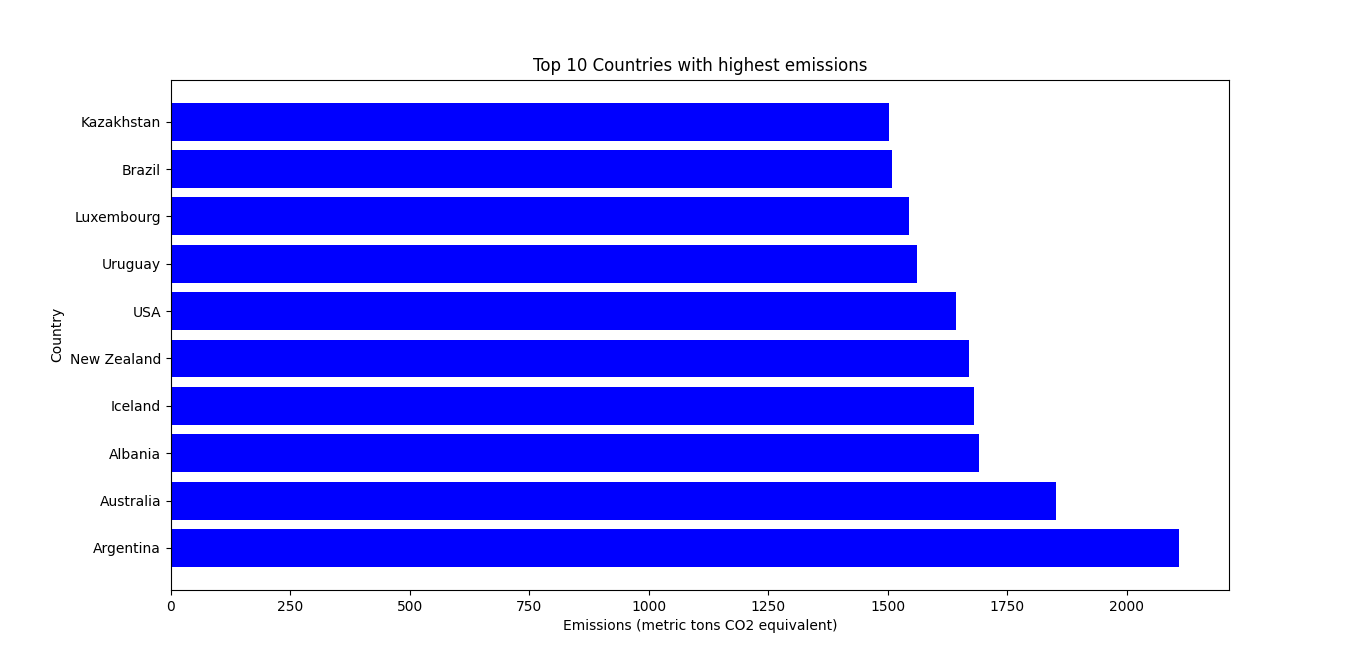 Top 10 Countries with highest emissions
Kazakhstan
Brazil
Luxembourg
Uruguay
USA
New Zealand
Iceland
Albania
Australia
Argentina
Country
0 250 500 750 1000 1250 1500 1750 2000
Emissions (metric tons CO2 equivalent)